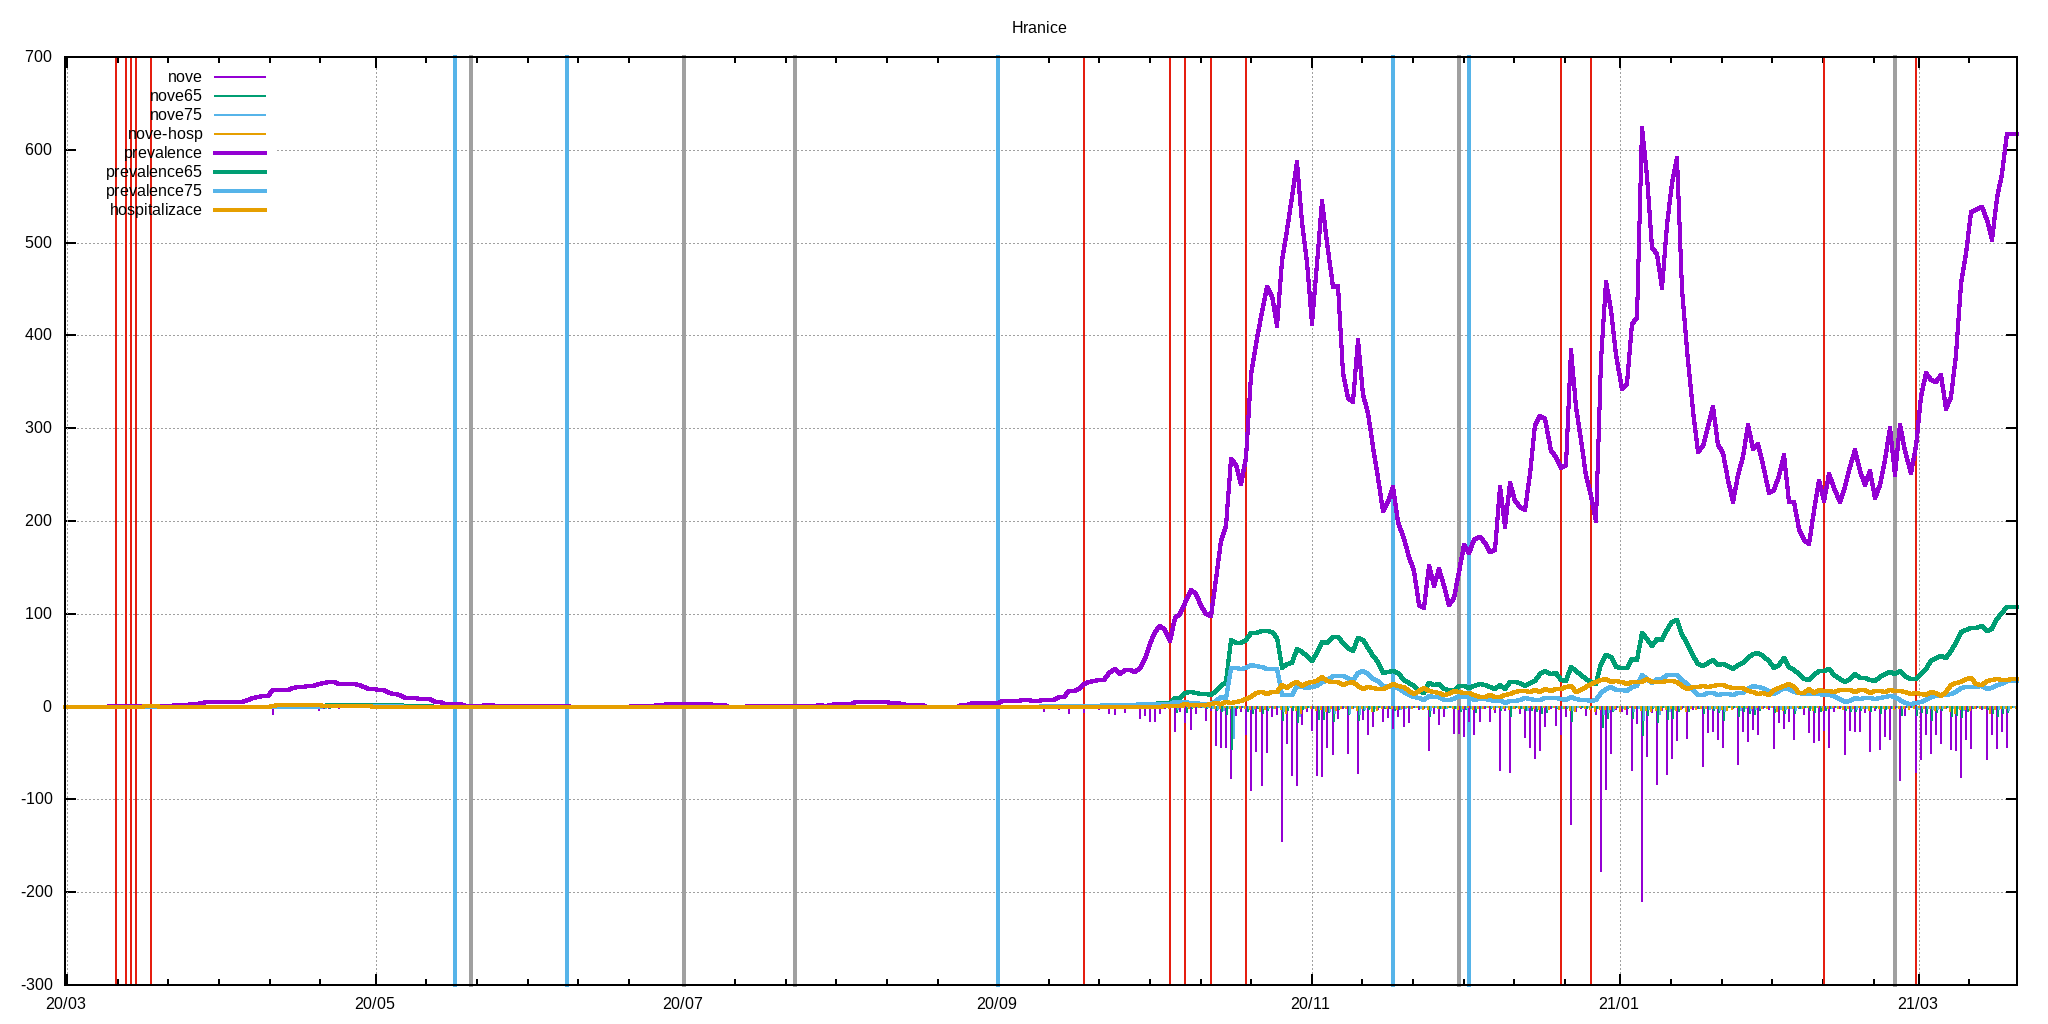 Hranice
700
600
500
400
300
200
100
0
-100
-200
-300
nove
nove65
nove75
nove-hosp
prevalence
prevalence65
prevalence75
hospitalizace
20/03 20/05 20/07 20/09 20/11 21/01 21/03